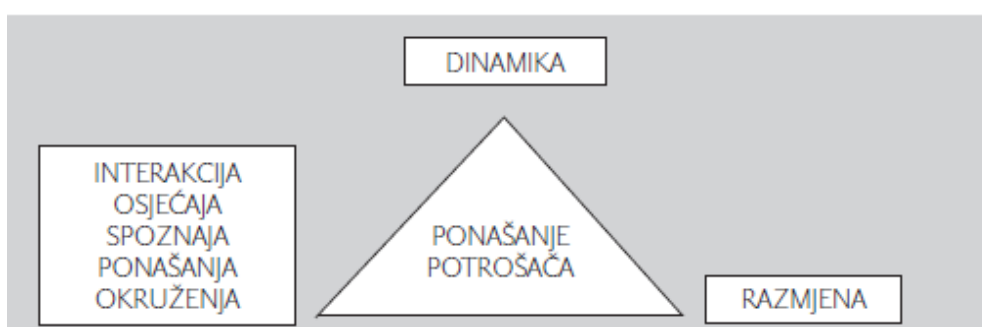 DINAMIKA
INTERAKCIJA
OSJEĆAJA
SPOZNAJA
PONAŠANJA
OKRUŽENJA
PONAŠANJE
POTROŠAČA
RAZMJENA